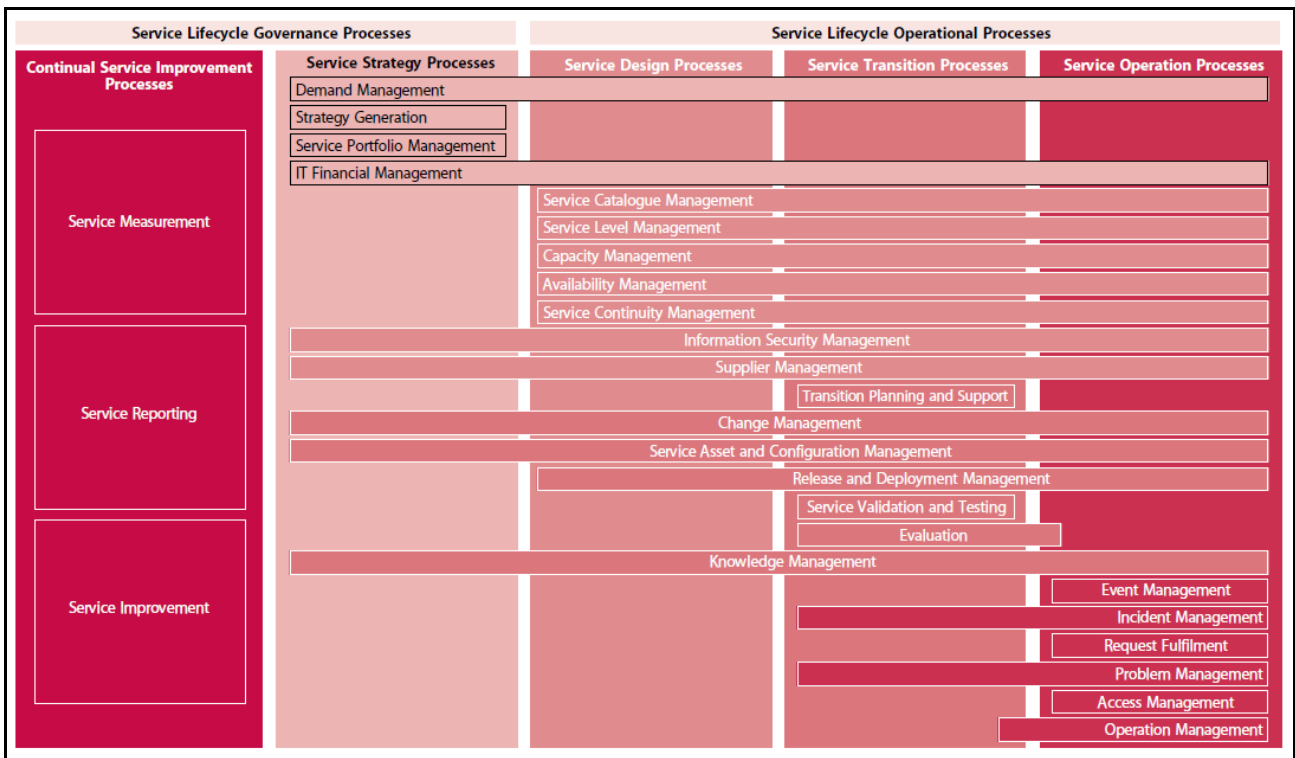 Service Lifecycle Governance Processes
Service Lifecycle Operational Processes
Continual Service Improvement
Processes
Service Measurement
Service Reporting
Service Improvement
Service Strategy Processes
Service Design Processes
Service Transition Processes
Service Operation Processes
Demand Management
Strategy Generation
Service Portfolio Management
IT Financial Management
Service Catalogue Management
Service Level Management
Capacity Management
Availability Management
Service Continuity Management
Information Security Management
Supplier Management
Transition Planning and Support
Change Management
Service Asset and Configuration Management
Release and Deployment Management
Service Validation and Testing
Evaluation
Knowledge Management
Event Management
Incident Management
Request Fulfilment
Problem Management
Access Management
Operation Management